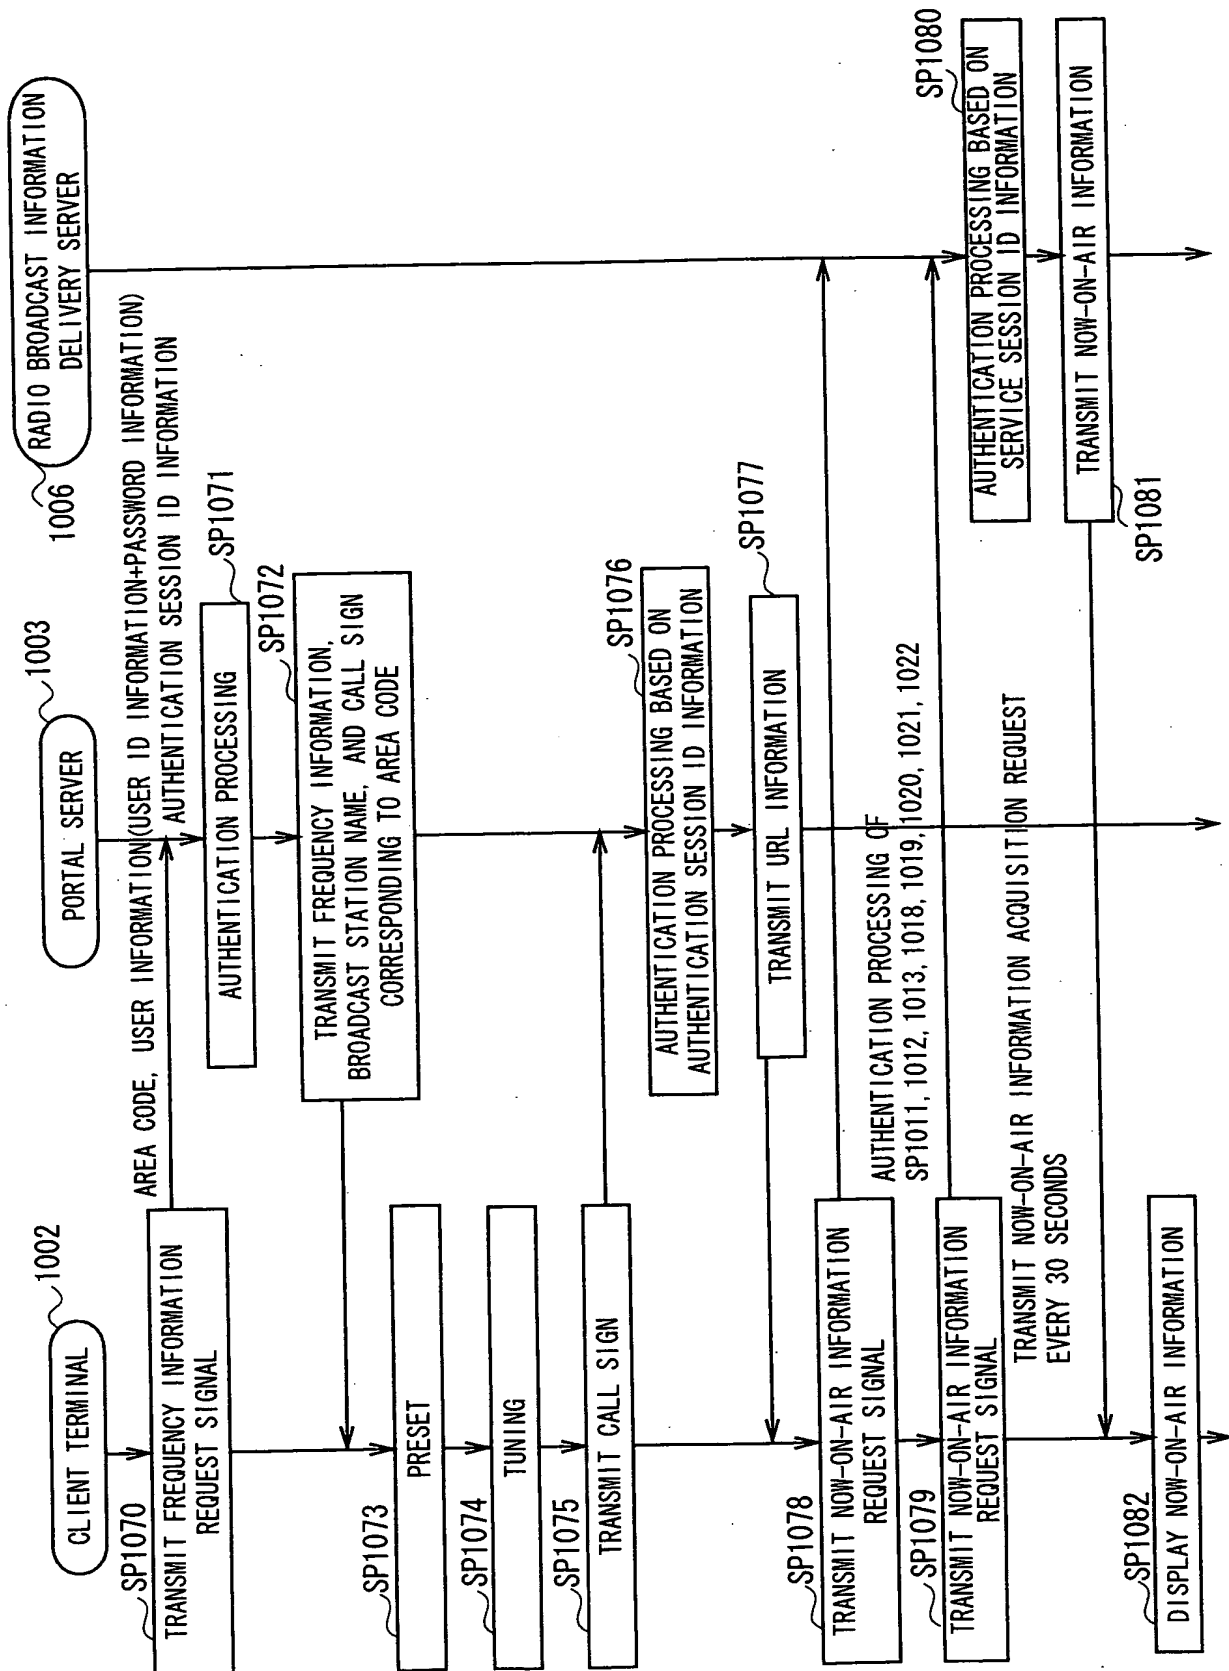 CLIENT TERMINAL
1002
PORTAL SERVER
1003
RADIO BROADCAST INFORMATION
DELIVERY SERVER
1006
SP1070
TRANSMIT FREQUENCY INFORMATION
REQUEST SIGNAL
AREA CODE, USER INFORMATION(USER ID INFORMATION+PASSWORD INFORMATION)
AUTHENTICATION SESSION ID INFORMATION
AUTHENTICATION PROCESSING
SP1071
SP1072
TRANSMIT FREQUENCY INFORMATION,
BROADCAST STATION NAME, AND CALL SIGN
CORRESPONDING TO AREA CODE
SP1073
PRESET
SP1074
TUNING
SP1075
TRANSMIT CALL SIGN
SP1076
AUTHENTICATION PROCESSING BASED ON
AUTHENTICATION SESSION ID INFORMATION
SP1077
TRANSMIT URL INFORMATION
SP1078
TRANSMIT NOW-ON-AIR INFORMATION
REQUEST SIGNAL
AUTHENTICATION PROCESSING OF
SP1011, 1012, 1013, 1018, 1019, 1020, 1021, 1022
SP1079
TRANSMIT NOW-ON-AIR INFORMATION
REQUEST SIGNAL
SP1080
AUTHENTICATION PROCESSING BASED ON
SERVICE SESSION ID INFORMATION
TRANSMIT NOW-ON-AIR INFORMATION ACQUISITION REQUEST
EVERY 30 SECONDS
TRANSMIT NOW-ON-AIR INFORMATION
SP1081
SP1082
DISPLAY NOW-ON-AIR INFORMATION